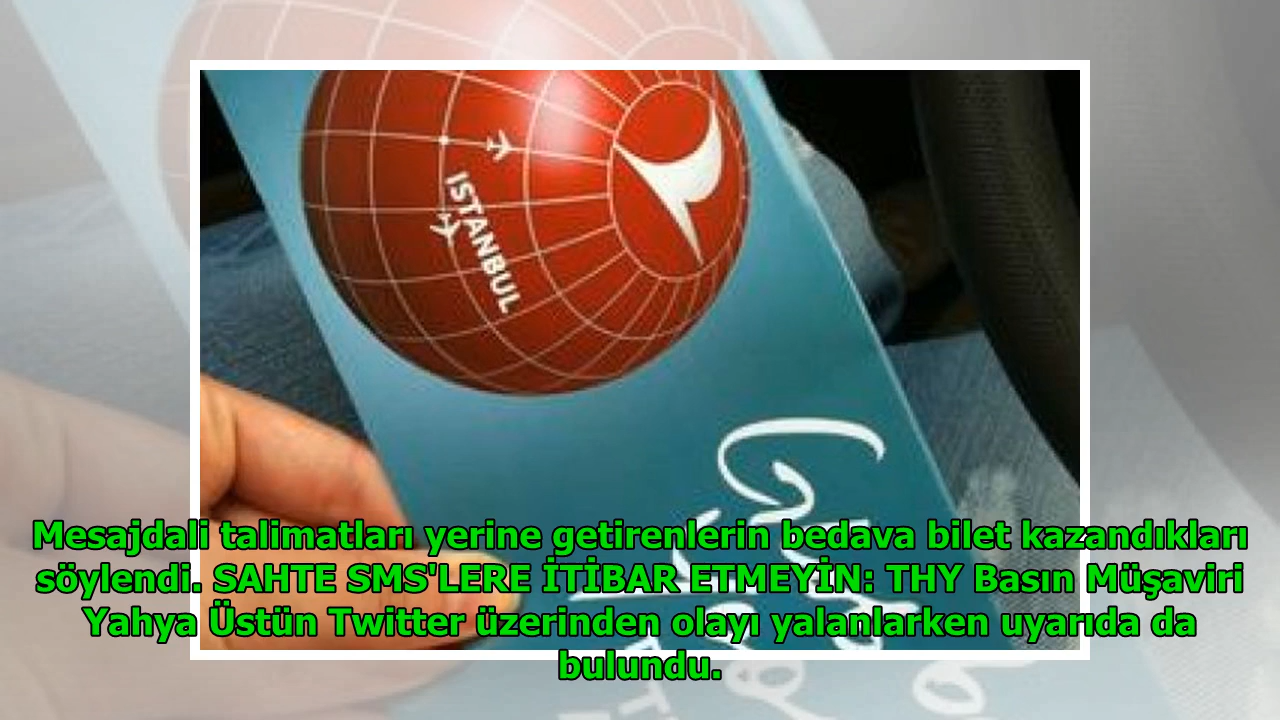 ISTANBUL
Mesajdali talimatları yerine getirenlerin bedava bilet kazandıkları
söylendi. SAHTE SMS'LERE İTİBAR ETMEYİN: THY Basın Müşaviri
Yahya Üstün Twitter üzerinden olayı yalanlarken uyarıda da
bulundu.